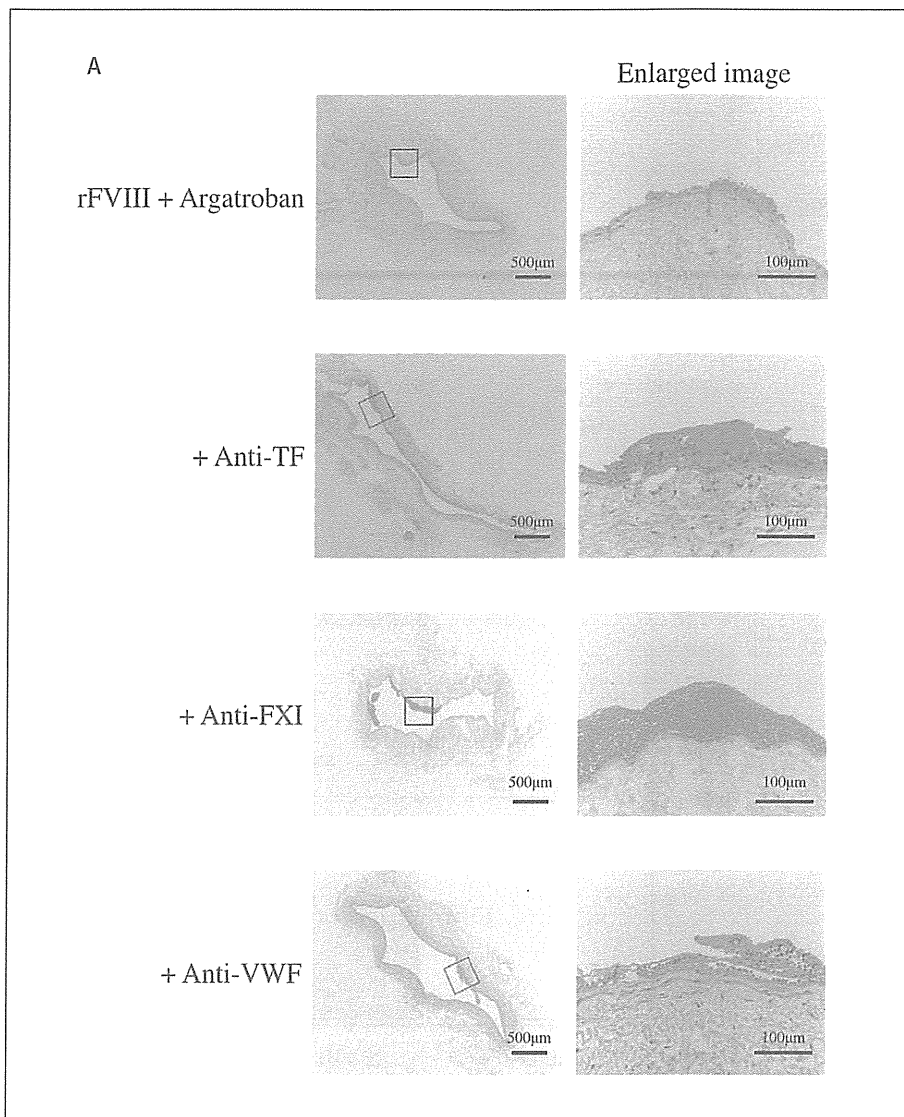 A
Enlarged image
rFVIII + Argatroban
500μm
100μm
+ Anti-TF
500μm
100μm
+ Anti-FXI
500μm
100μm
+ Anti-VWF
500μm
100μm